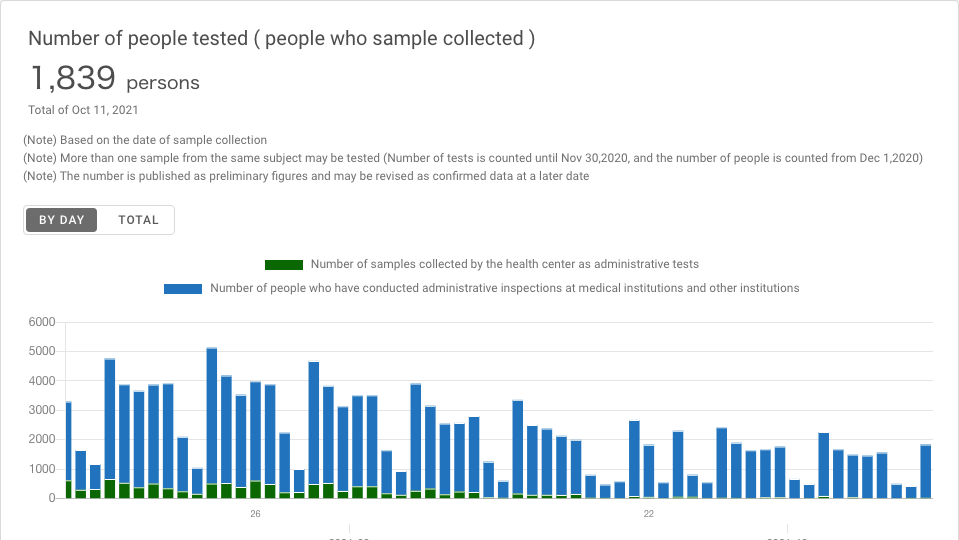 Number of people tested ( people who sample collected )
1,839 persons
Total of Oct 11, 2021
(Note) Based on the date of sample collection
(Note) More than one sample from the same subject may be tested (Number of tests is counted until Nov 30,2020, and the number of people is counted from Dec 1,2020)
(Note) The number is published as preliminary figures and may be revised as confirmed data at a later date
BY DAY TOTAL
Number of samples collected by the health center as administrative tests
Number of people who have conducted administrative inspections at medical institutions and other institutions
6000
5000
4000
3000
2000
1000
0
26 22